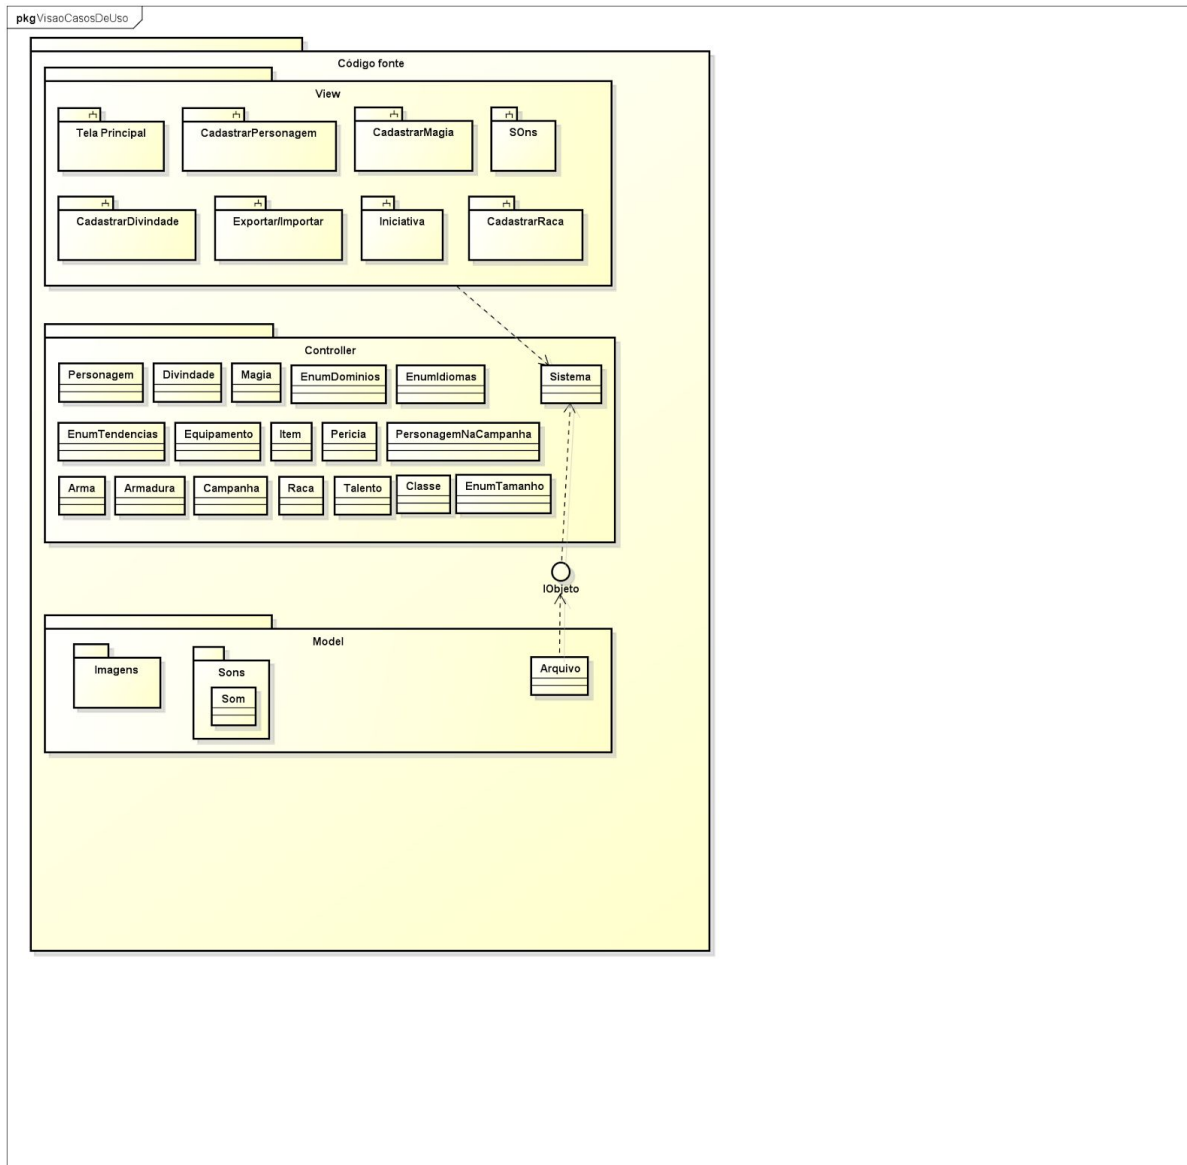 pkg VisaoCasosDeUso
Código fonte
View
Tela Principal
CadastrarPersonagem
CadastrarMagia
SOns
CadastrarDivindade
Exportar/Importar
Iniciativa
CadastrarRaca
Controller
Personagem
Divindade
Magia
EnumDominios
EnumIdiomas
Sistema
EnumTendencias
Equipamento
Item
Pericia
PersonagemNaCampanha
Arma
Armadura
Campanha
Raca
Talento
Classe
EnumTamanho
IObjeto
Model
Imagens
Sons
Som
Arquivo